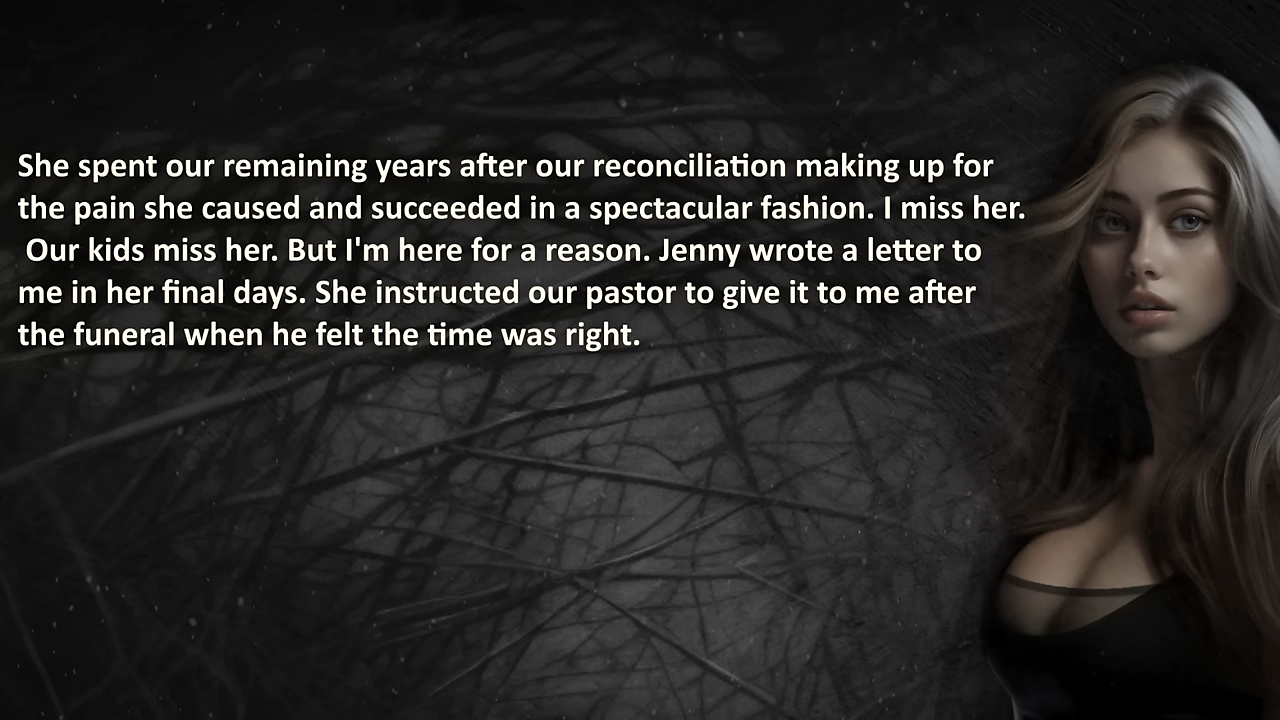 She spent our remaining years after our reconciliation making up for
the pain she caused and succeeded in a spectacular fashion. I miss her.
Our kids miss her. But I'm here for a reason. Jenny wrote a letter to
me in her final days. She instructed our pastor to give it to me after
the funeral when he felt the time was right.